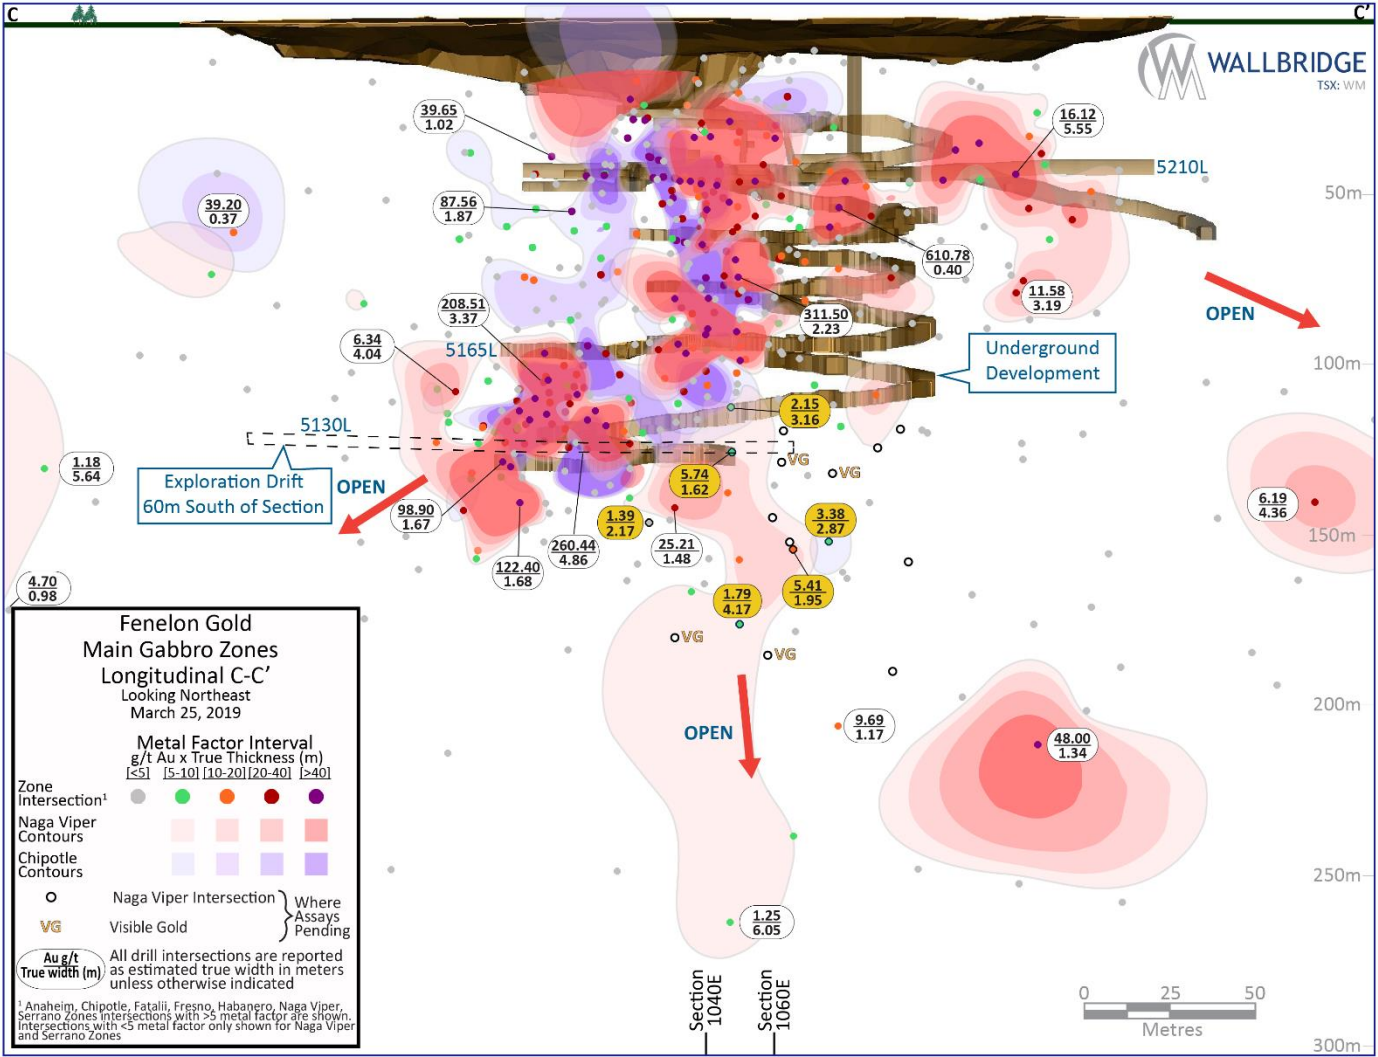 C
C'
WALLBRIDGE
TSX: WM
39.65
1.02
16.12
5.55
5210L
50m
39.20
0.37
87.56
1.87
610.78
0.40
11.58
3.19
OPEN
208.51
3.37
311.50
2.23
6.34
4.04
5165L
Underground
Development
100m
2.15
3.16
5130L
VG
VG
1.18
5.64
Exploration Drift
60m South of Section
OPEN
5.74
1.62
6.19
4.36
98.90
1.67
1.39
2.17
3.38
2.87
260.44
4.86
25.21
1.48
150m
122.40
1.68
4.70
0.98
5.41
1.95
1.79
4.17
VG
VG
200m
OPEN
9.69
1.17
48.00
1.34
250m
1.25
6.05
Section
1040E
Section
1060E
0 25 50
Metres
300m
Fenelon Gold
Main Gabbro Zones
Longitudinal C-C’
Looking Northeast
March 25, 2019
Metal Factor Interval
g/t Au x True Thickness (m)
[<5] [5-10] [10-20] [20-40] [>40]
Zone
Intersection¹
Naga Viper
Contours
Chipotle
Contours
Naga Viper Intersection
VG Visible Gold
Where
Assays
Pending
Au g/t
True width (m)
All drill intersections are reported
as estimated true width in meters
unless otherwise indicated
¹ Anaheim, Chipotle, Fatalii, Fresno, Habanero, Naga Viper,
Serrano Zones intersections with >5 metal factor are shown.
Intersections with <5 metal factor only shown for Naga Viper
and Serrano Zones